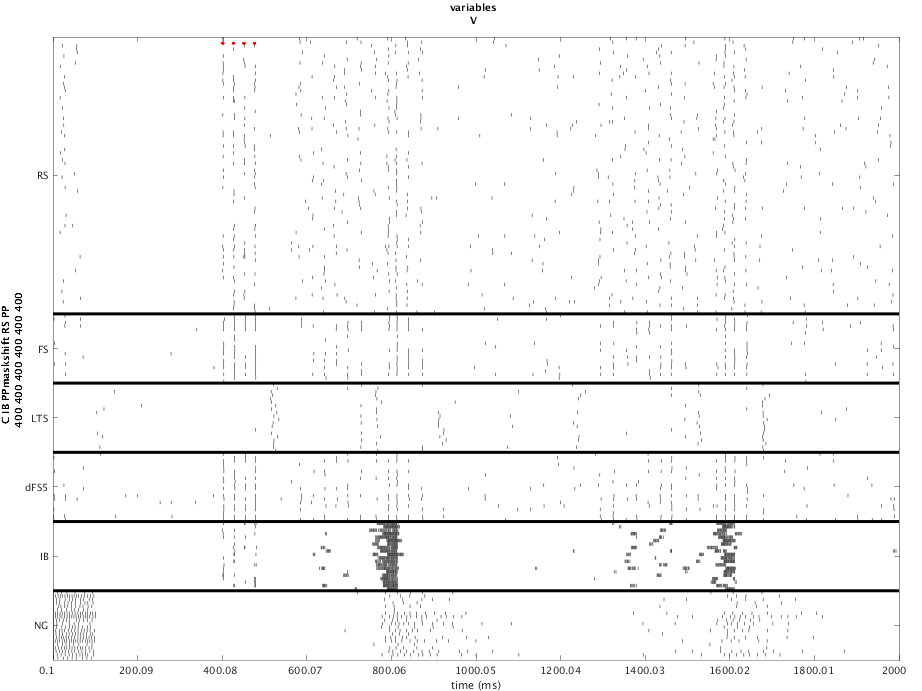 variables
V
RS
FS
LTS
dFS5
IB
NG
C IB PPmaskshift RS PP
400 400 400 400 400 400
0.1 200.09 400.08 600.07 800.06 1000.05 1200.04 1400.03 1600.02 1800.01 2000
time (ms)